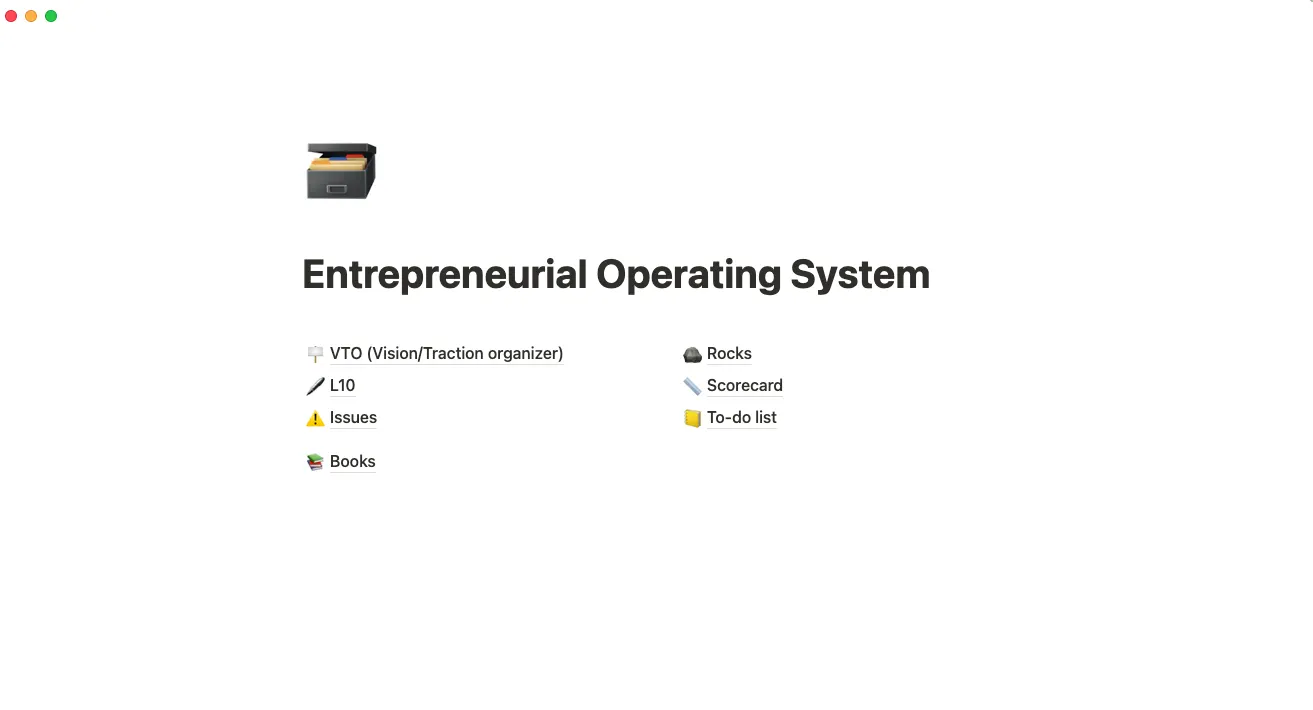 Entrepreneurial Operating System
VTO (Vision/Traction organizer)
L10
Issues
Books
Rocks
Scorecard
To-do list